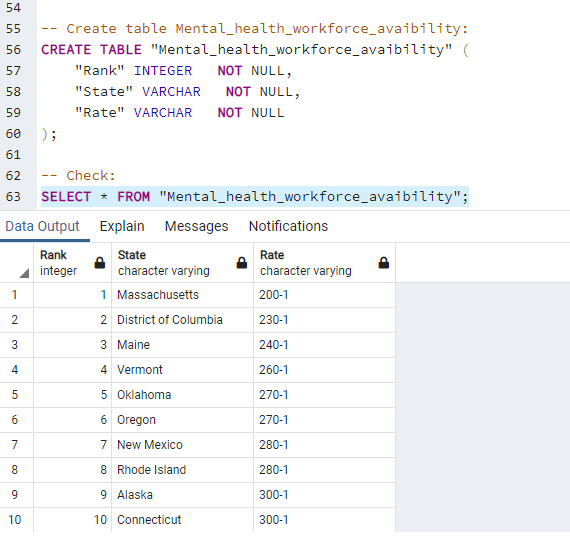 54
55 -- Create table Mental_health_workforce_avaibility:
56 CREATE TABLE "Mental_health_workforce_avaibility" (
57 "Rank" INTEGER NOT NULL,
58 "State" VARCHAR NOT NULL,
59 "Rate" VARCHAR NOT NULL
60 );
61
62 -- Check:
63 SELECT * FROM "Mental_health_workforce_avaibility";
Data Output Explain Messages Notifications
Rank State Rate
integer character varying character varying
1 1 Massachusetts 200-1
2 2 District of Columbia 230-1
3 3 Maine 240-1
4 4 Vermont 260-1
5 5 Oklahoma 270-1
6 6 Oregon 270-1
7 7 New Mexico 280-1
8 8 Rhode Island 280-1
9 9 Alaska 300-1
10 10 Connecticut 300-1